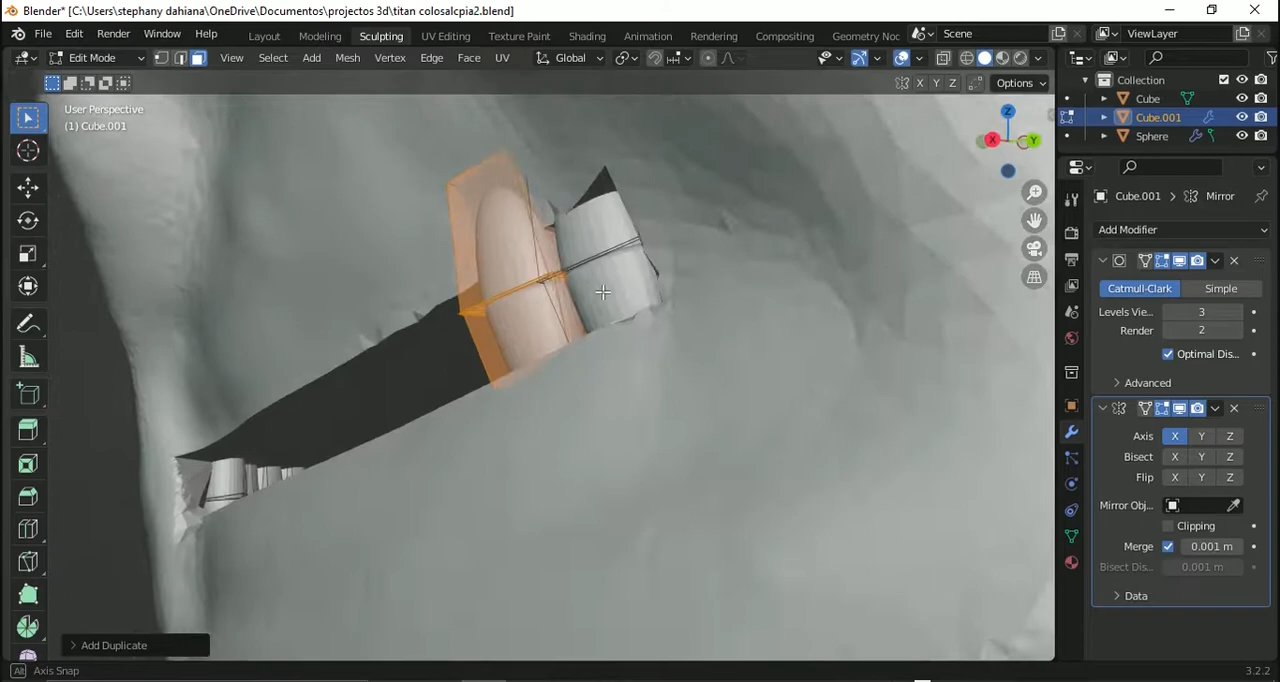 Blender* [C:\Users\stephany dahiana\OneDrive\Documentos\projectos 3d\titan colosalcpia2.blend]
File Edit Render Window Help Layout Modeling Sculpting UV Editing Texture Paint Shading Animation Rendering Compositing Geometry Noc Scene ViewLayer
Edit Mode View Select Add Mesh Vertex Edge Face UV Global
X Y Z Options
User Perspective
(1) Cube.001
Collection
Cube
Cube.001
Sphere
Z
X Y
Cube.001 > Mirror
Add Modifier
Catmull-Clark Simple
Levels Vie... 3
Render 2
Optimal Dis...
Advanced
Axis X Y Z
Bisect X Y Z
Flip X Y Z
Mirror Obj...
Clipping
Merge 0.001 m
Bisect Dis... 0.001 m
Data
Add Duplicate
Alt Axis Snap
3.2.2